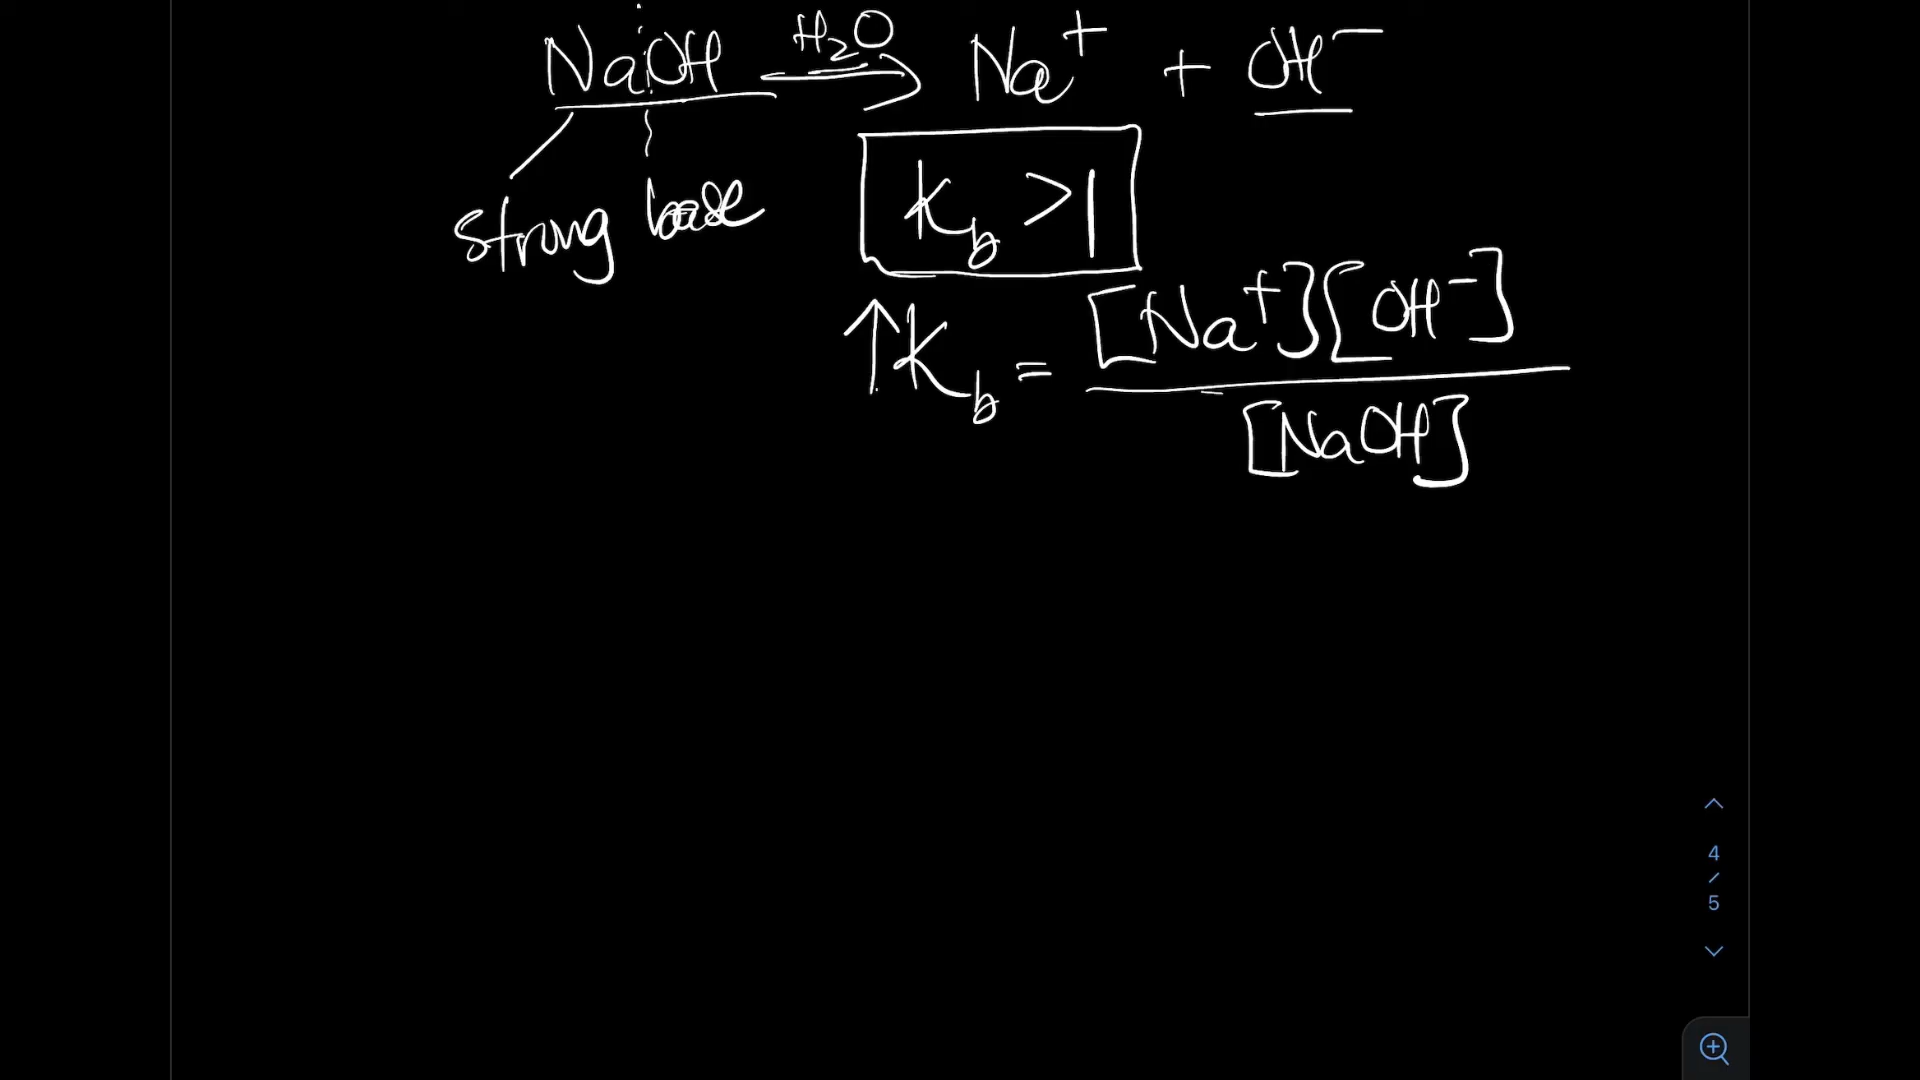 NaOH H₂O → Na⁺ + OH⁻
strong base
K_b >1
↑K_b = [Na⁺][OH⁻]
[NaOH]
4
/
5